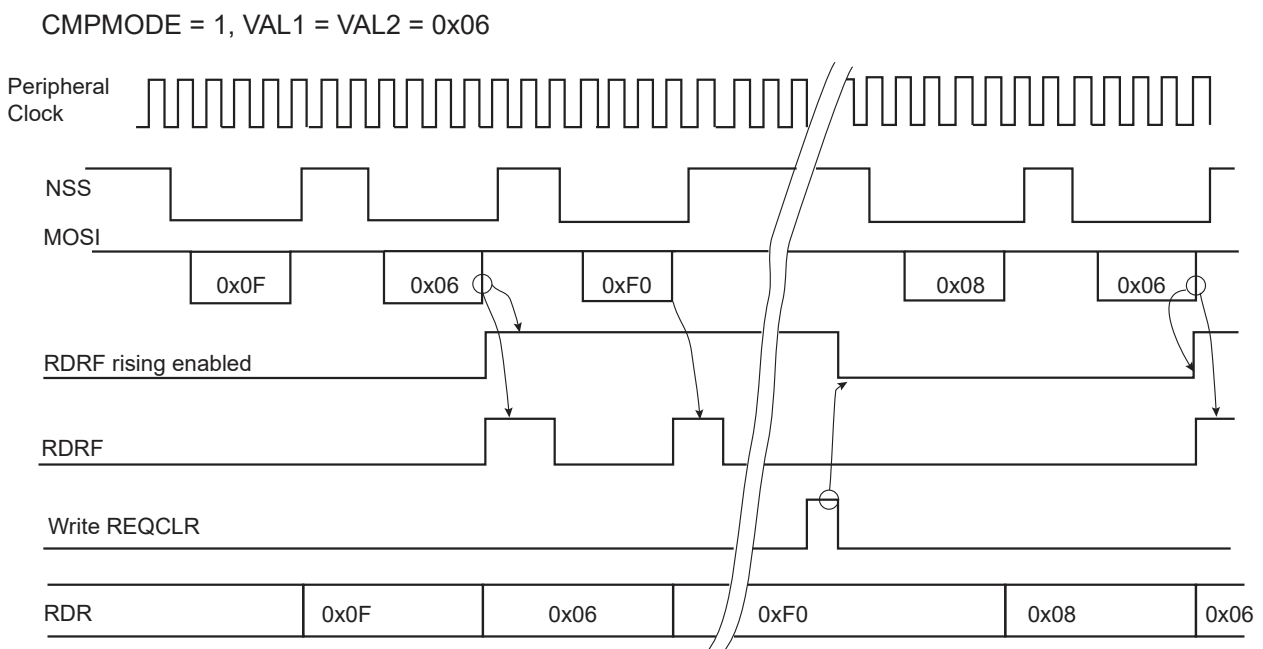 CMPMODE = 1, VAL1 = VAL2 = 0x06
Peripheral
Clock
NSS
MOSI
0x0F 0x06 0xF0 0x08 0x06
RDRF rising enabled
RDRF
Write REQCLR
RDR 0x0F 0x06 0xF0 0x08 0x06